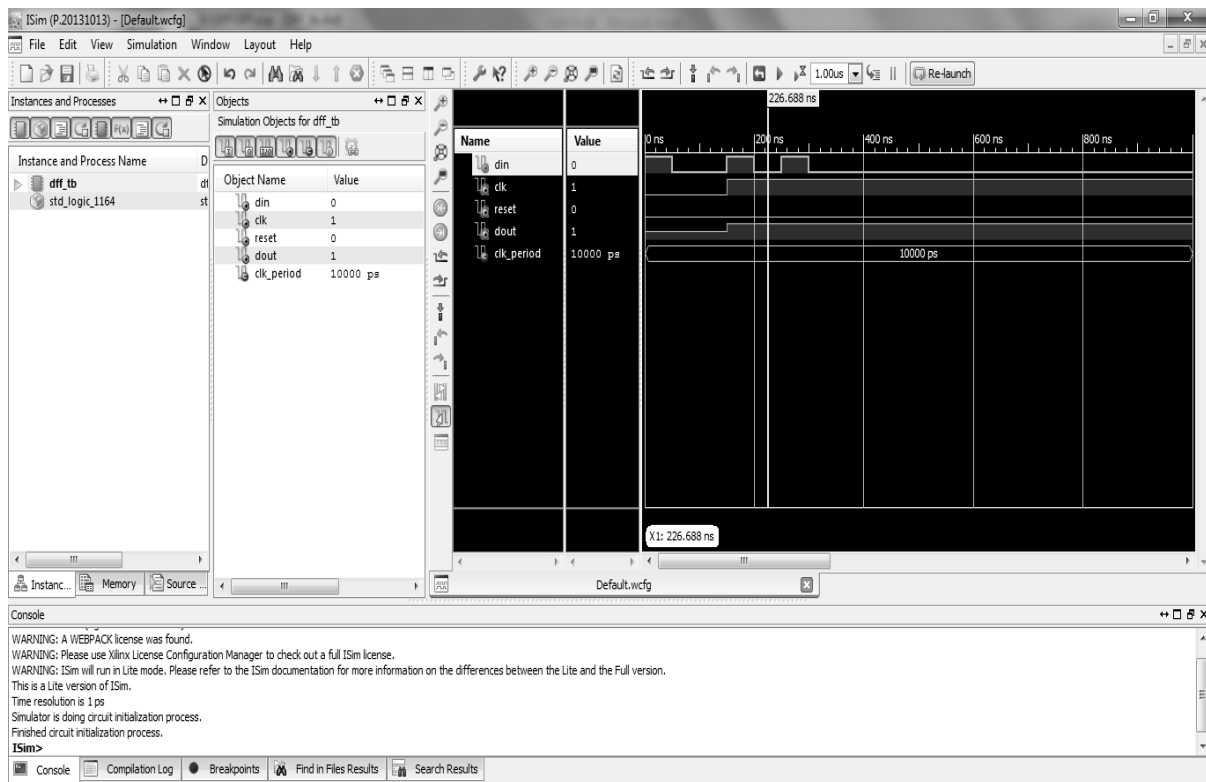 ISim (P.20131013) - [Default.wcfg]
File Edit View Simulation Window Layout Help
1.00us
Re-launch
Instances and Processes
Instance and Process Name D
dff_tb df
std_logic_1164 st
Instanc... Memory Source ...
Objects
Simulation Objects for dff_tb
Object Name Value
din 0
clk 1
reset 0
dout 1
clk_period 10000 ps
226.688 ns
Name Value
0 ns 200 ns 400 ns 600 ns 800 ns
din 0
clk 1
reset 0
dout 1
clk_period 10000 ps 10000 ps
X1: 226.688 ns
Default.wcfg
Console
WARNING: A WEBPACK license was found.
WARNING: Please use Xilinx License Configuration Manager to check out a full ISim license.
WARNING: ISim will run in Lite mode. Please refer to the ISim documentation for more information on the differences between the Lite and the Full version.
This is a Lite version of ISim.
Time resolution is 1 ps
Simulator is doing circuit initialization process.
Finished circuit initialization process.
ISim>
Console Compilation Log Breakpoints Find in Files Results Search Results